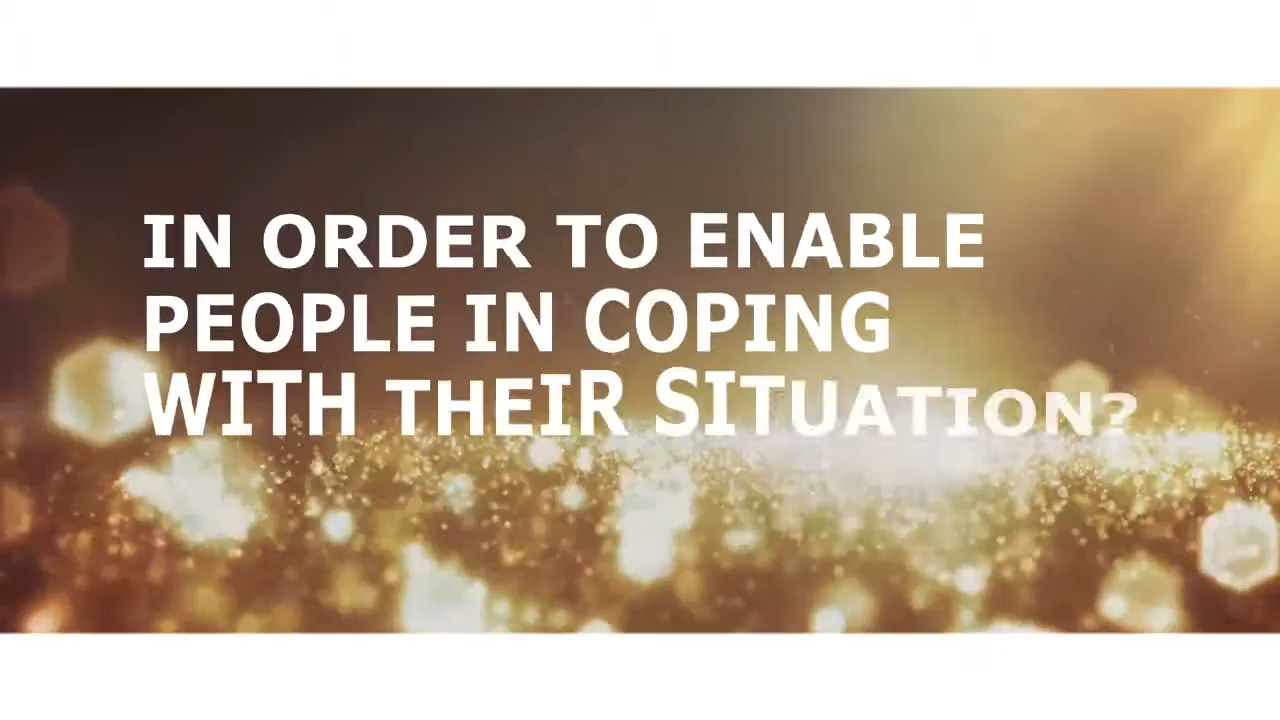 IN ORDER TO ENABLE
PEOPLE IN COPING
WITH THEIR SITUATION?